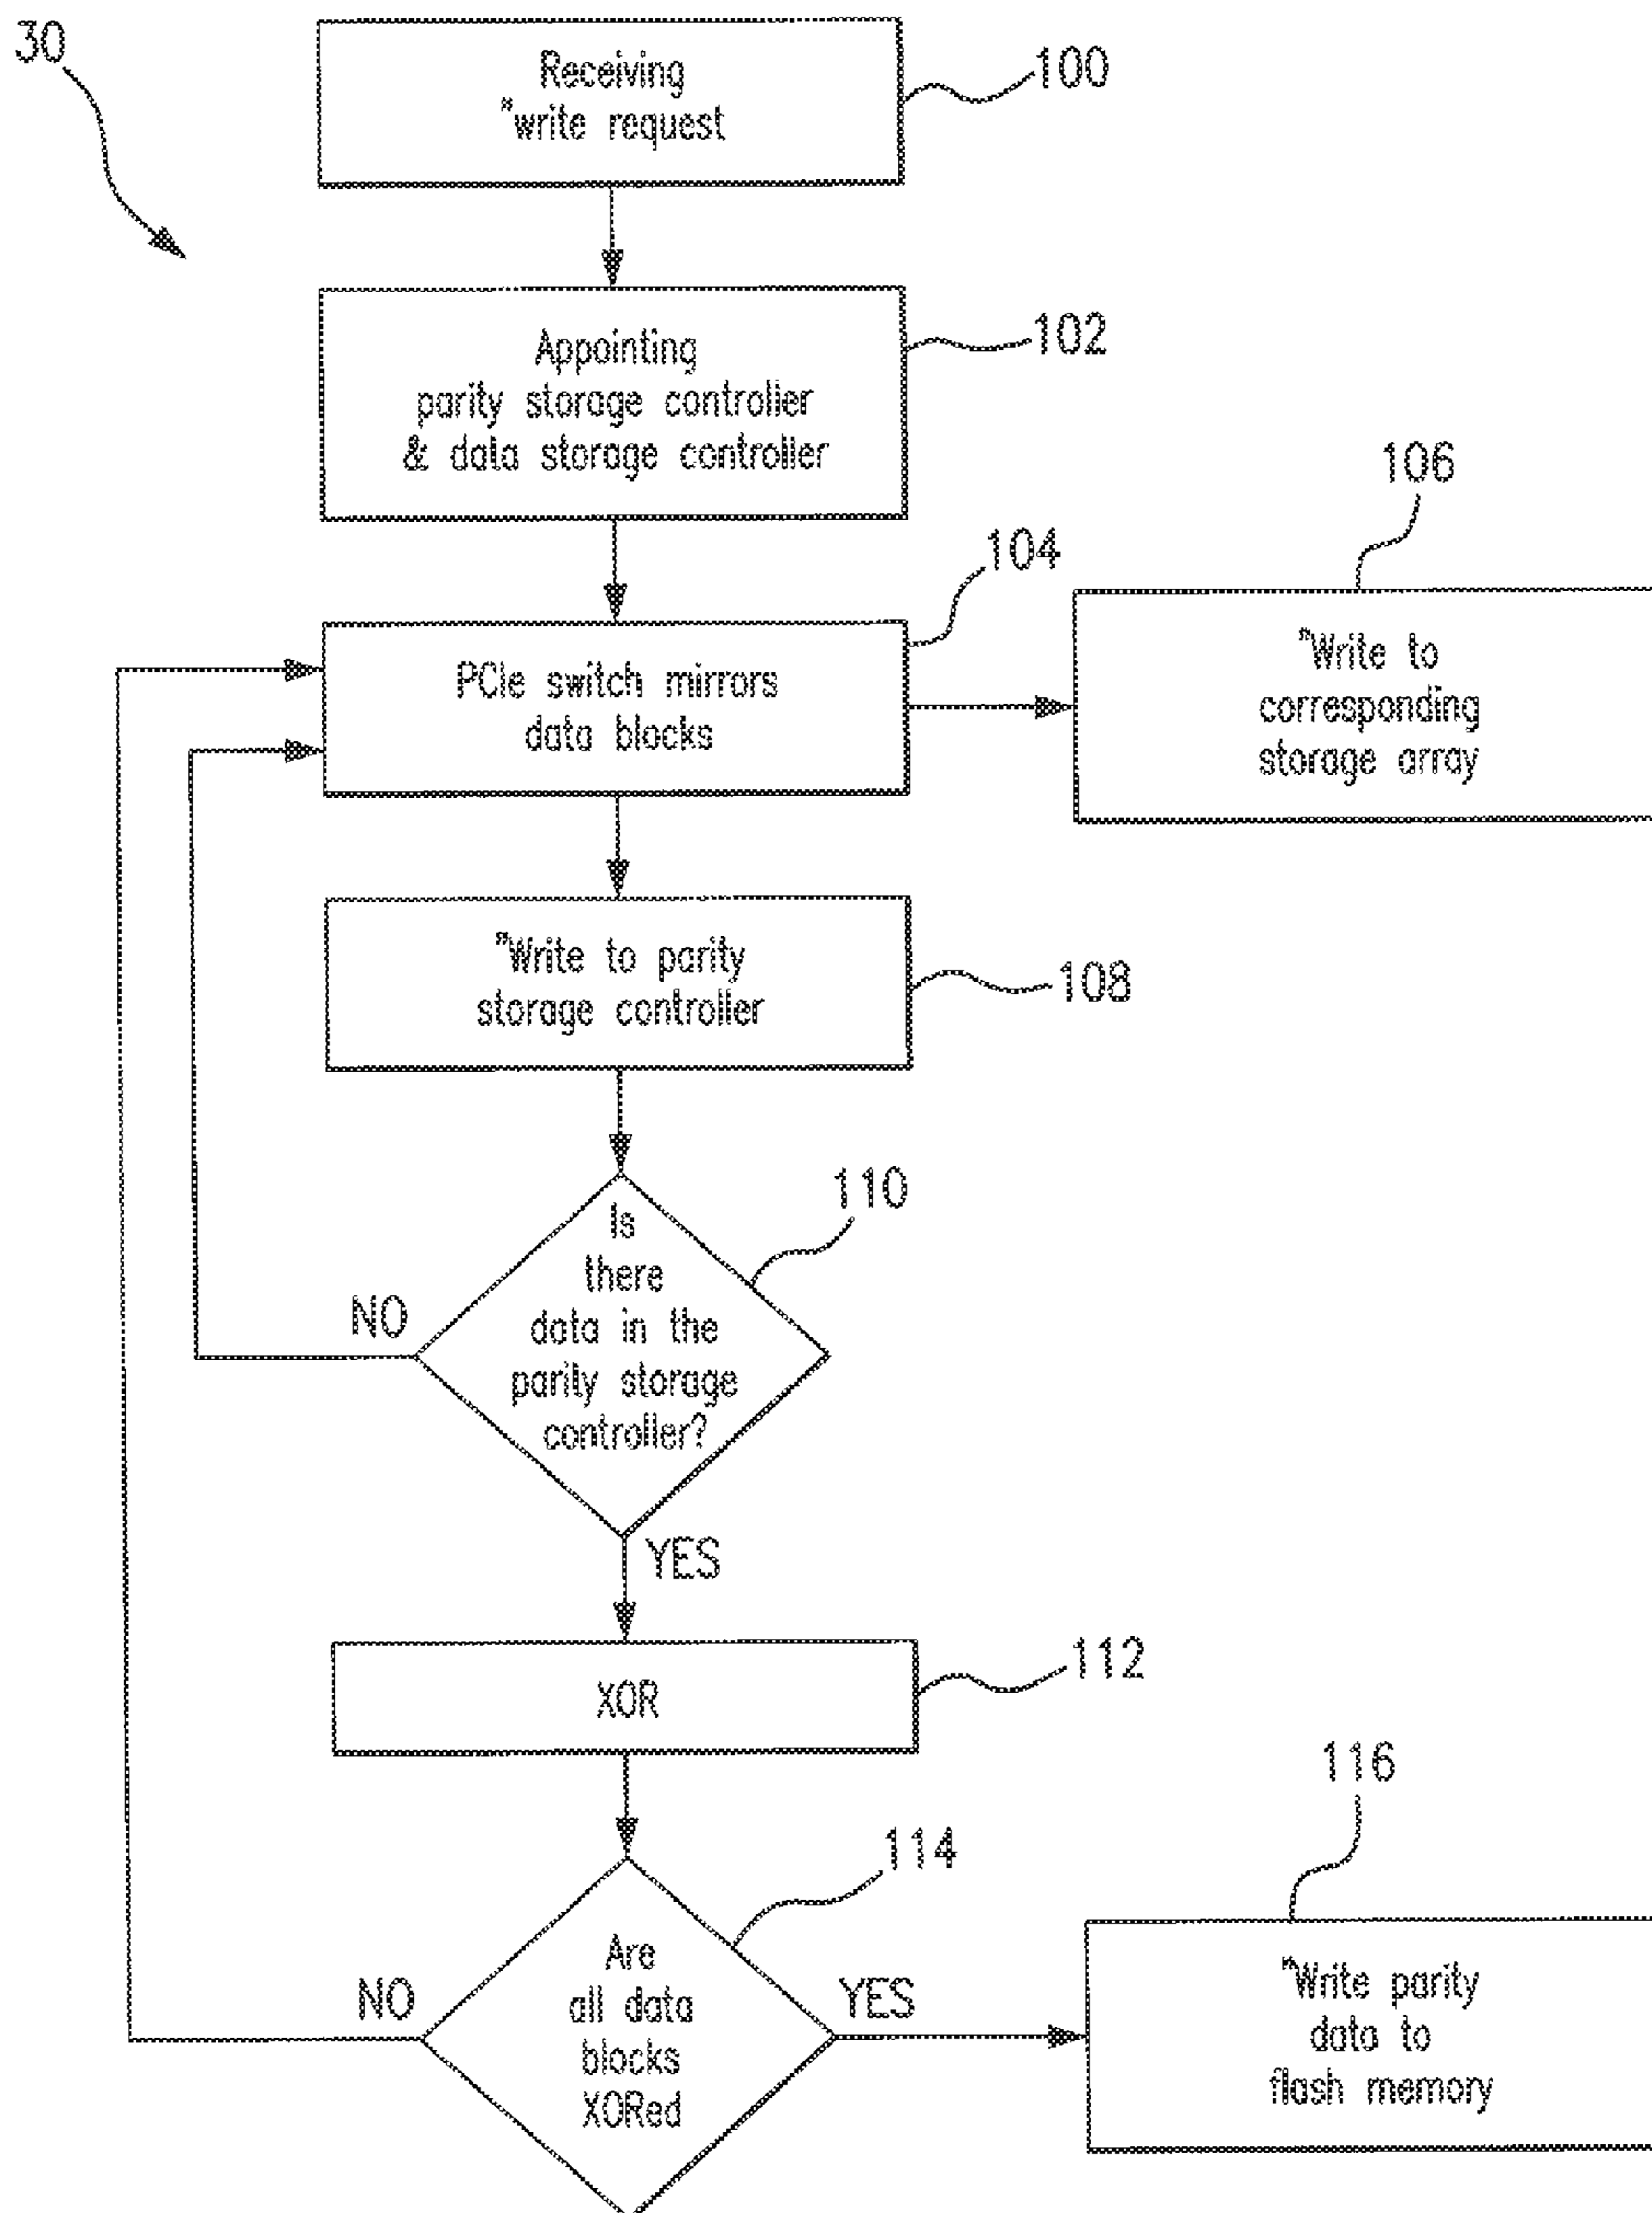 30
Receiving
"write request
100
Appointing
parity storage controller
& data storage controller
102
106
104
PCIe switch mirrors
data blocks
"Write to
corresponding
storage array
"Write to parity
storage controller
108
110
Is
there
data in the
parity storage
controller?
NO
YES
XOR
112
116
114
Are
all data
blocks
XORed
NO
YES
"Write parity
data to
flash memory